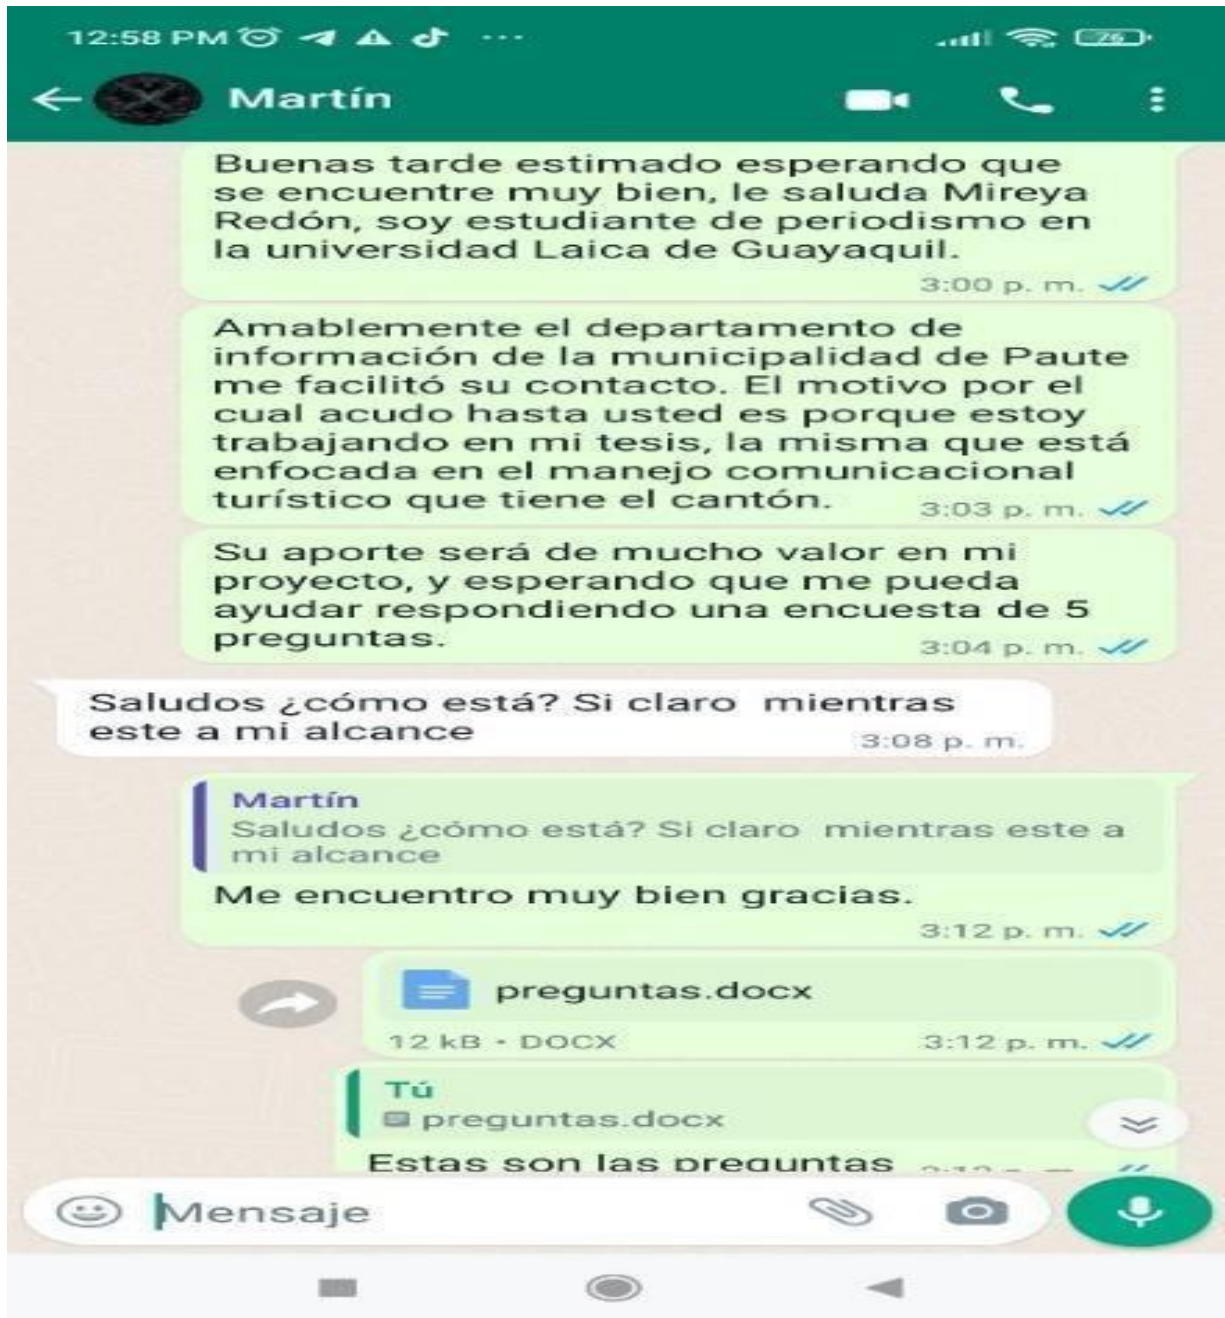 12:58 PM
76
Martín
Buenas tarde estimado esperando que
se encuentre muy bien, le saluda Mireya
Redón, soy estudiante de periodismo en
la universidad Laica de Guayaquil.
3:00 p. m.
Amablemente el departamento de
información de la municipalidad de Paute
me facilitó su contacto. El motivo por el
cual acudo hasta usted es porque estoy
trabajando en mi tesis, la misma que está
enfocada en el manejo comunicacional
turístico que tiene el cantón.
3:03 p. m.
Su aporte será de mucho valor en mi
proyecto, y esperando que me pueda
ayudar respondiendo una encuesta de 5
preguntas.
3:04 p. m.
Saludos ¿cómo está? Si claro mientras
este a mi alcance
3:08 p. m.
Martín
Saludos ¿cómo está? Si claro mientras este a
mi alcance
Me encuentro muy bien gracias.
3:12 p. m.
preguntas.docx
12 kB • DOCX
3:12 p. m.
Tú
preguntas.docx
Estas son las preguntas
Mensaje